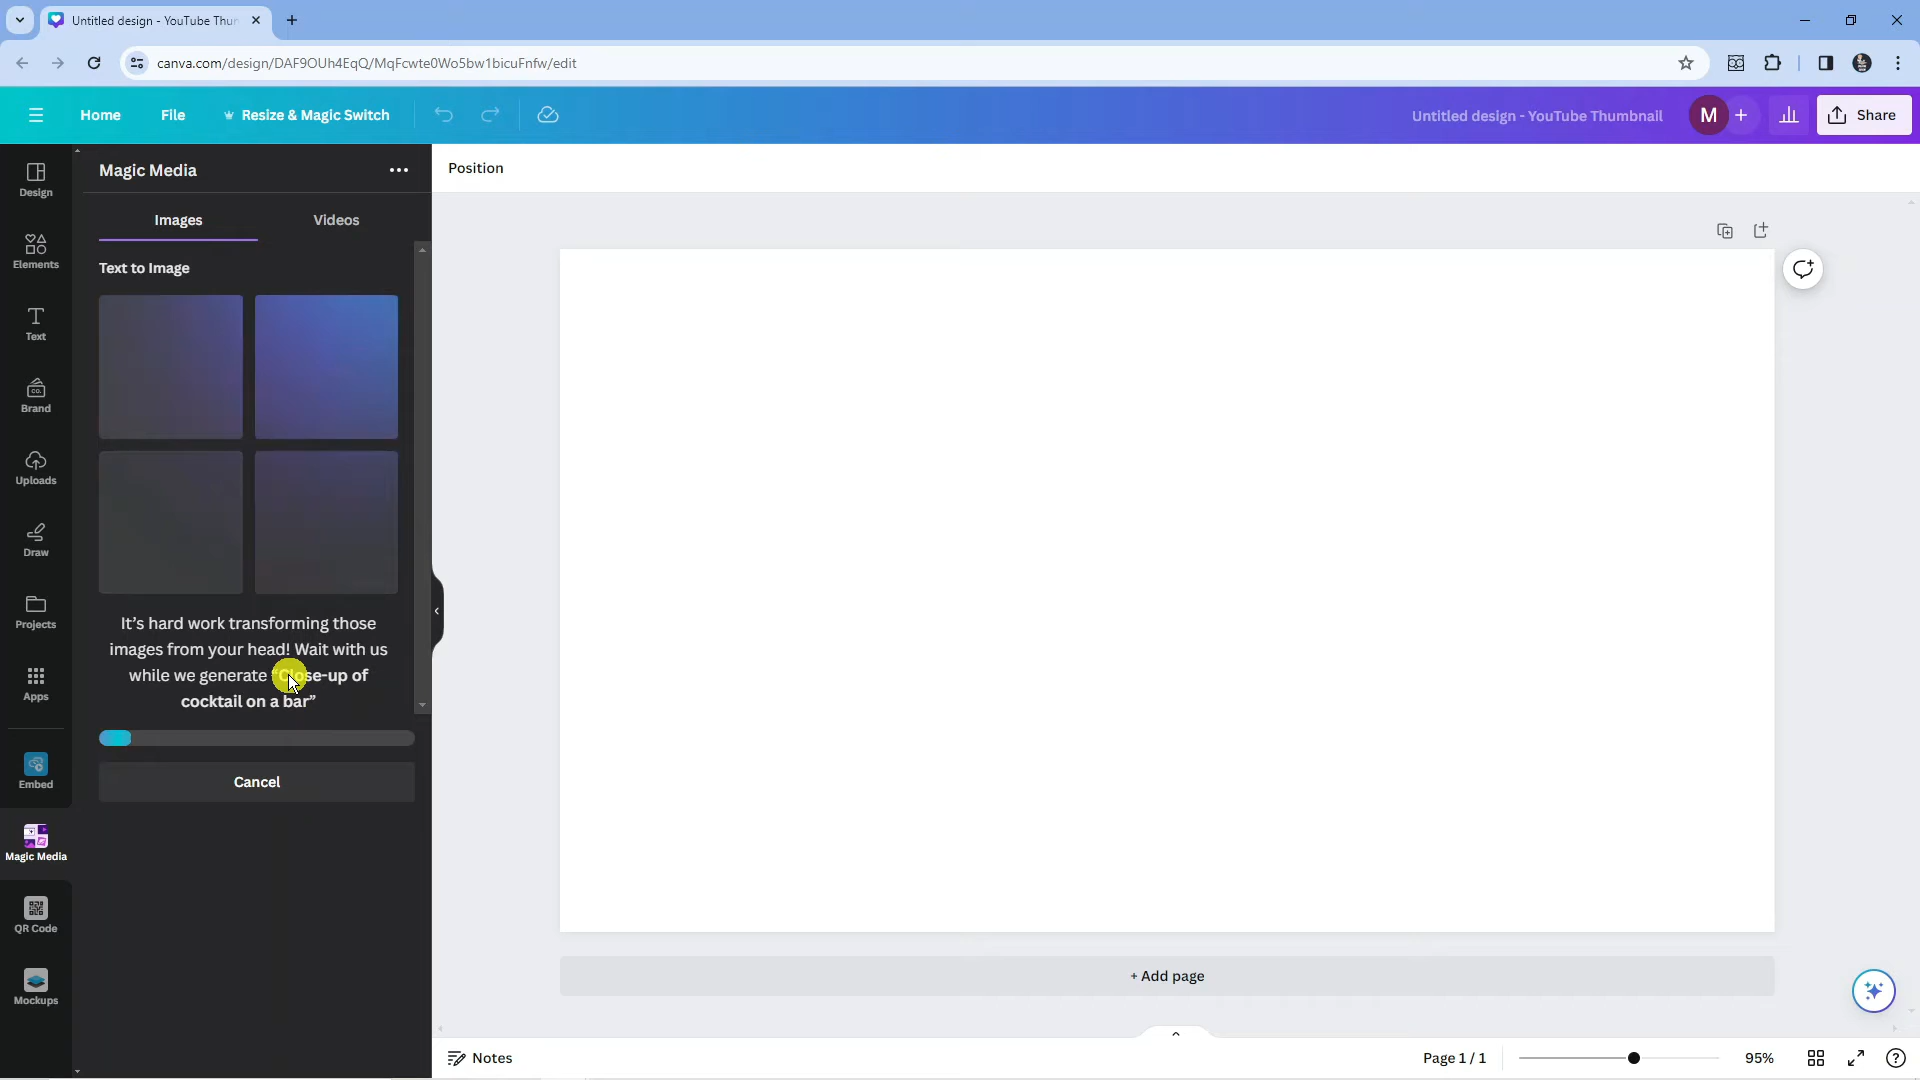 Untitled design - YouTube Thur
canva.com/design/DAF9OUh4EqQ/MqFcwte0Wo5bw1bicuFnfw/edit
Home
File
Resize & Magic Switch
Untitled design - YouTube Thumbnail
M
Share
Design
Elements
Text
Brand
CO.
Uploads
Draw
Projects
Apps
Embed
Magic Media
QR Code
Mockups
Magic Media
Images
Videos
Text to Image
It’s hard work transforming those
images from your head! Wait with us
while we generate “Close-up of
cocktail on a bar”
Cancel
Position
+ Add page
Notes
Page 1 / 1
95%